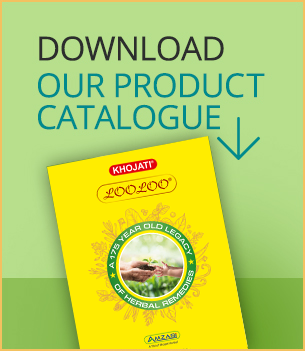 DOWNLOAD
OUR PRODUCT
CATALOGUE
KHOJATI®
LOOLOO®
A 175 YEAR OLD LEGACY
OF HERBAL REMEDIES